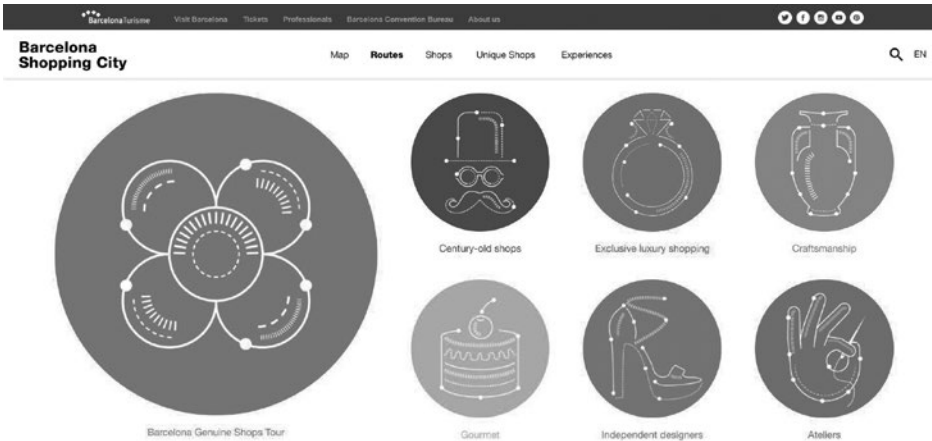 BarcelonaTurisme Visit Barcelona Tickets Professionals Barcelona Convention Bureau About us
Barcelona
Shopping City
Map Routes Shops Unique Shops Experiences EN
Century-old shops Exclusive luxury shopping Craftsmanship
Barcelona Genuine Shops Tour Gourmet Independent designers Ateliers